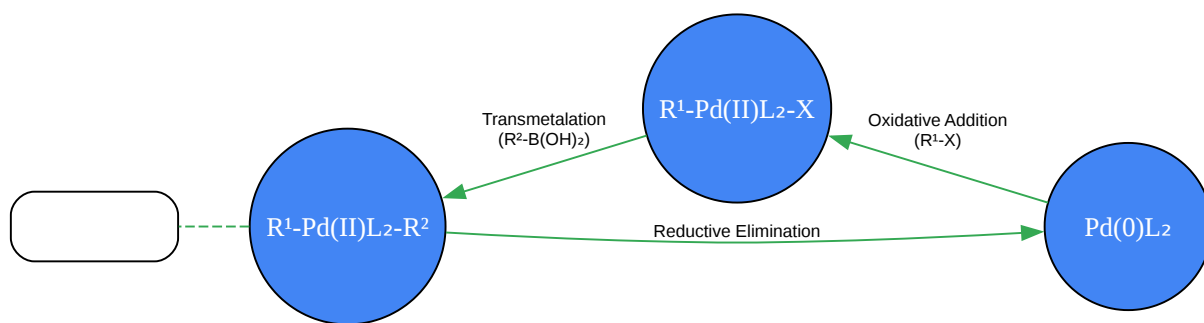 R¹-Pd(II)L₂-X
Transmetalation
(R²-B(OH)₂)
Oxidative Addition
(R¹-X)
R¹-Pd(II)L₂-R²
Reductive Elimination
Pd(0)L₂